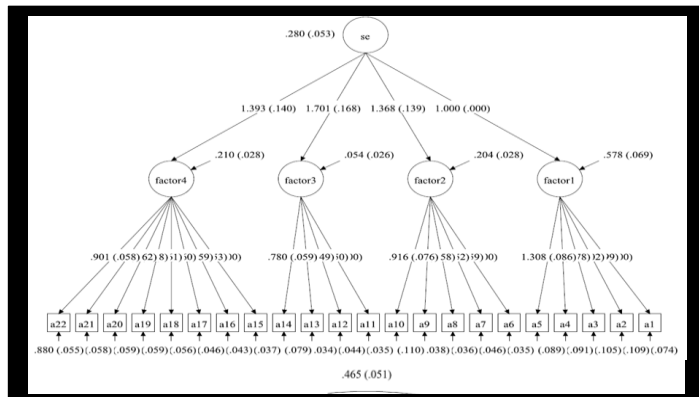 .280 (.053) se
1.393 (.140) 1.701 (.168) 1.368 (.139) 1.000 (.000)
.210 (.028) .054 (.026) .204 (.028) .578 (.069)
factor4 factor3 factor2 factor1
.901 (.058) .780 (.059) .916 (.076) 1.308 (.086)
a22 a21 a20 a19 a18 a17 a16 a15 a14 a13 a12 a11 a10 a9 a8 a7 a6 a5 a4 a3 a2 a1
.880 (.055) (.058) (.059) (.059) (.056) (.046) (.043) (.037) (.079) .034) (.044) (.035) (.110) .038) (.036) (.046) (.035) (.089) (.091) (.105) (.109) (.074)
.465 (.051)